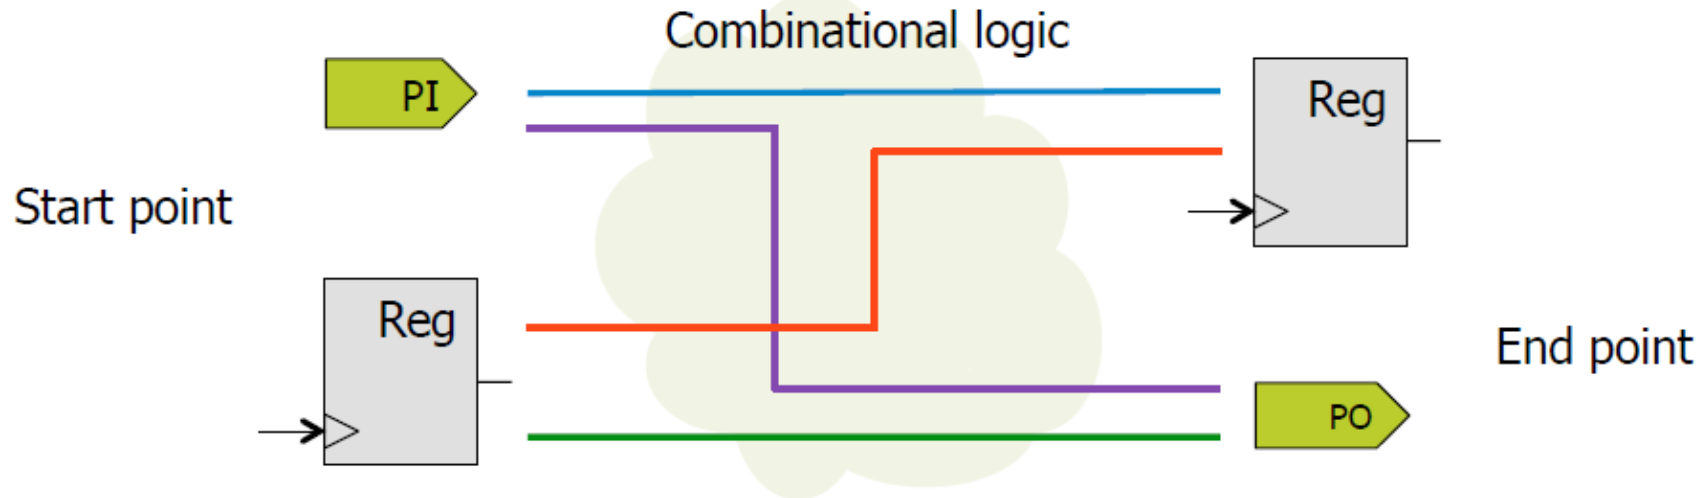 Combinational logic
PI
Reg
Start point
Reg
End point
PO